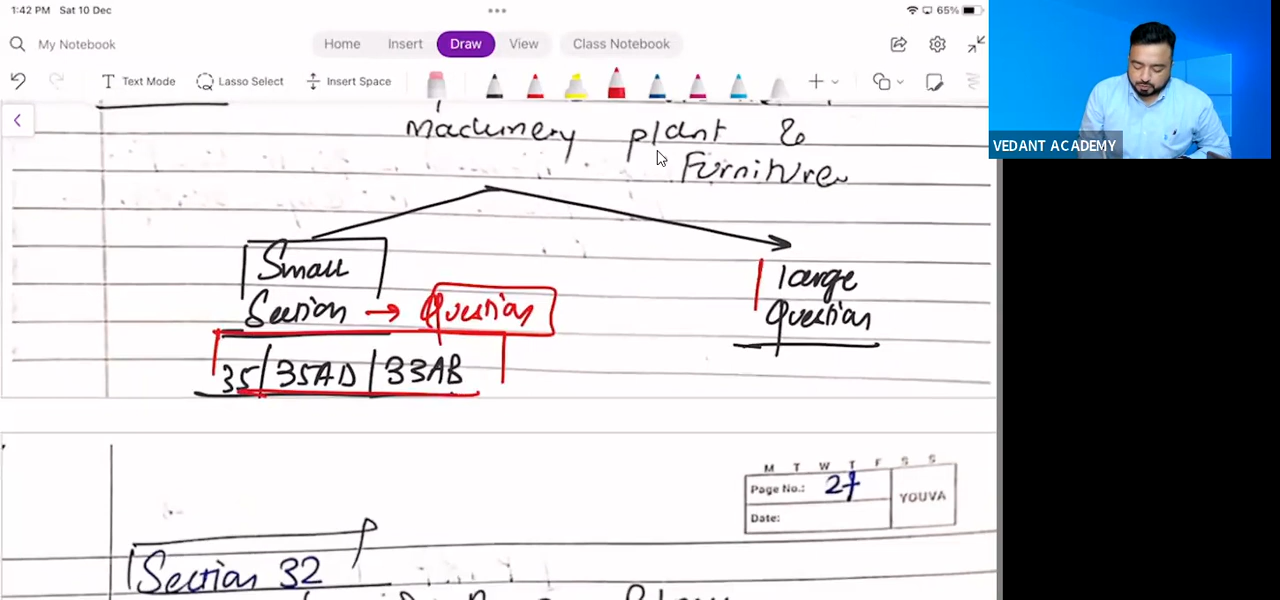 1:42 PM Sat 10 Dec
65%
My Notebook
Home Insert Draw View Class Notebook
Text Mode Lasso Select Insert Space
VEDANT ACADEMY
Machinery plant &
Furniture
Small
Section → Question
large
Question
35/35AD/33AB
M T W T F S S
Page No.: 27
YOUVA
Date:
Section 32